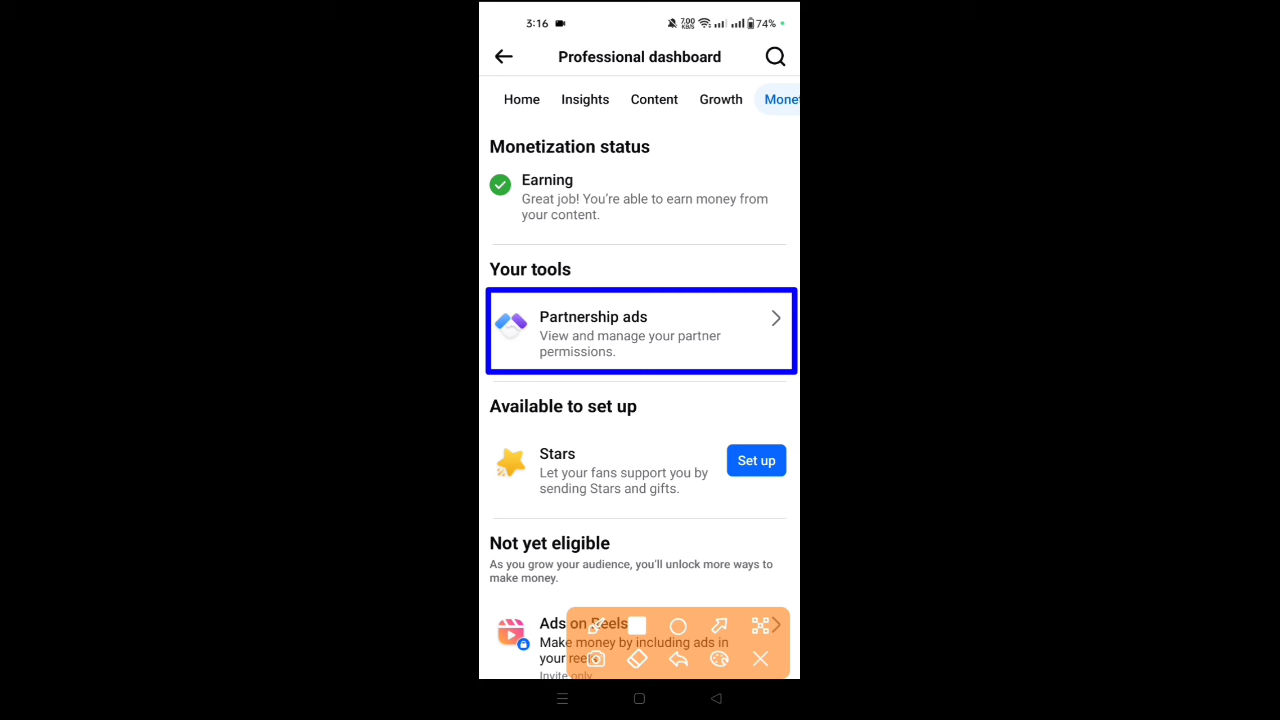 3:16
7.00
KB/S
74%
Professional dashboard
Home Insights Content Growth Monet
Monetization status
Earning
Great job! You're able to earn money from
your content.
Your tools
Partnership ads
View and manage your partner
permissions.
Available to set up
Stars
Let your fans support you by
sending Stars and gifts.
Set up
Not yet eligible
As you grow your audience, you'll unlock more ways to
make money.
Ads on Reels
Make money by including ads in
your reels.
Invite only